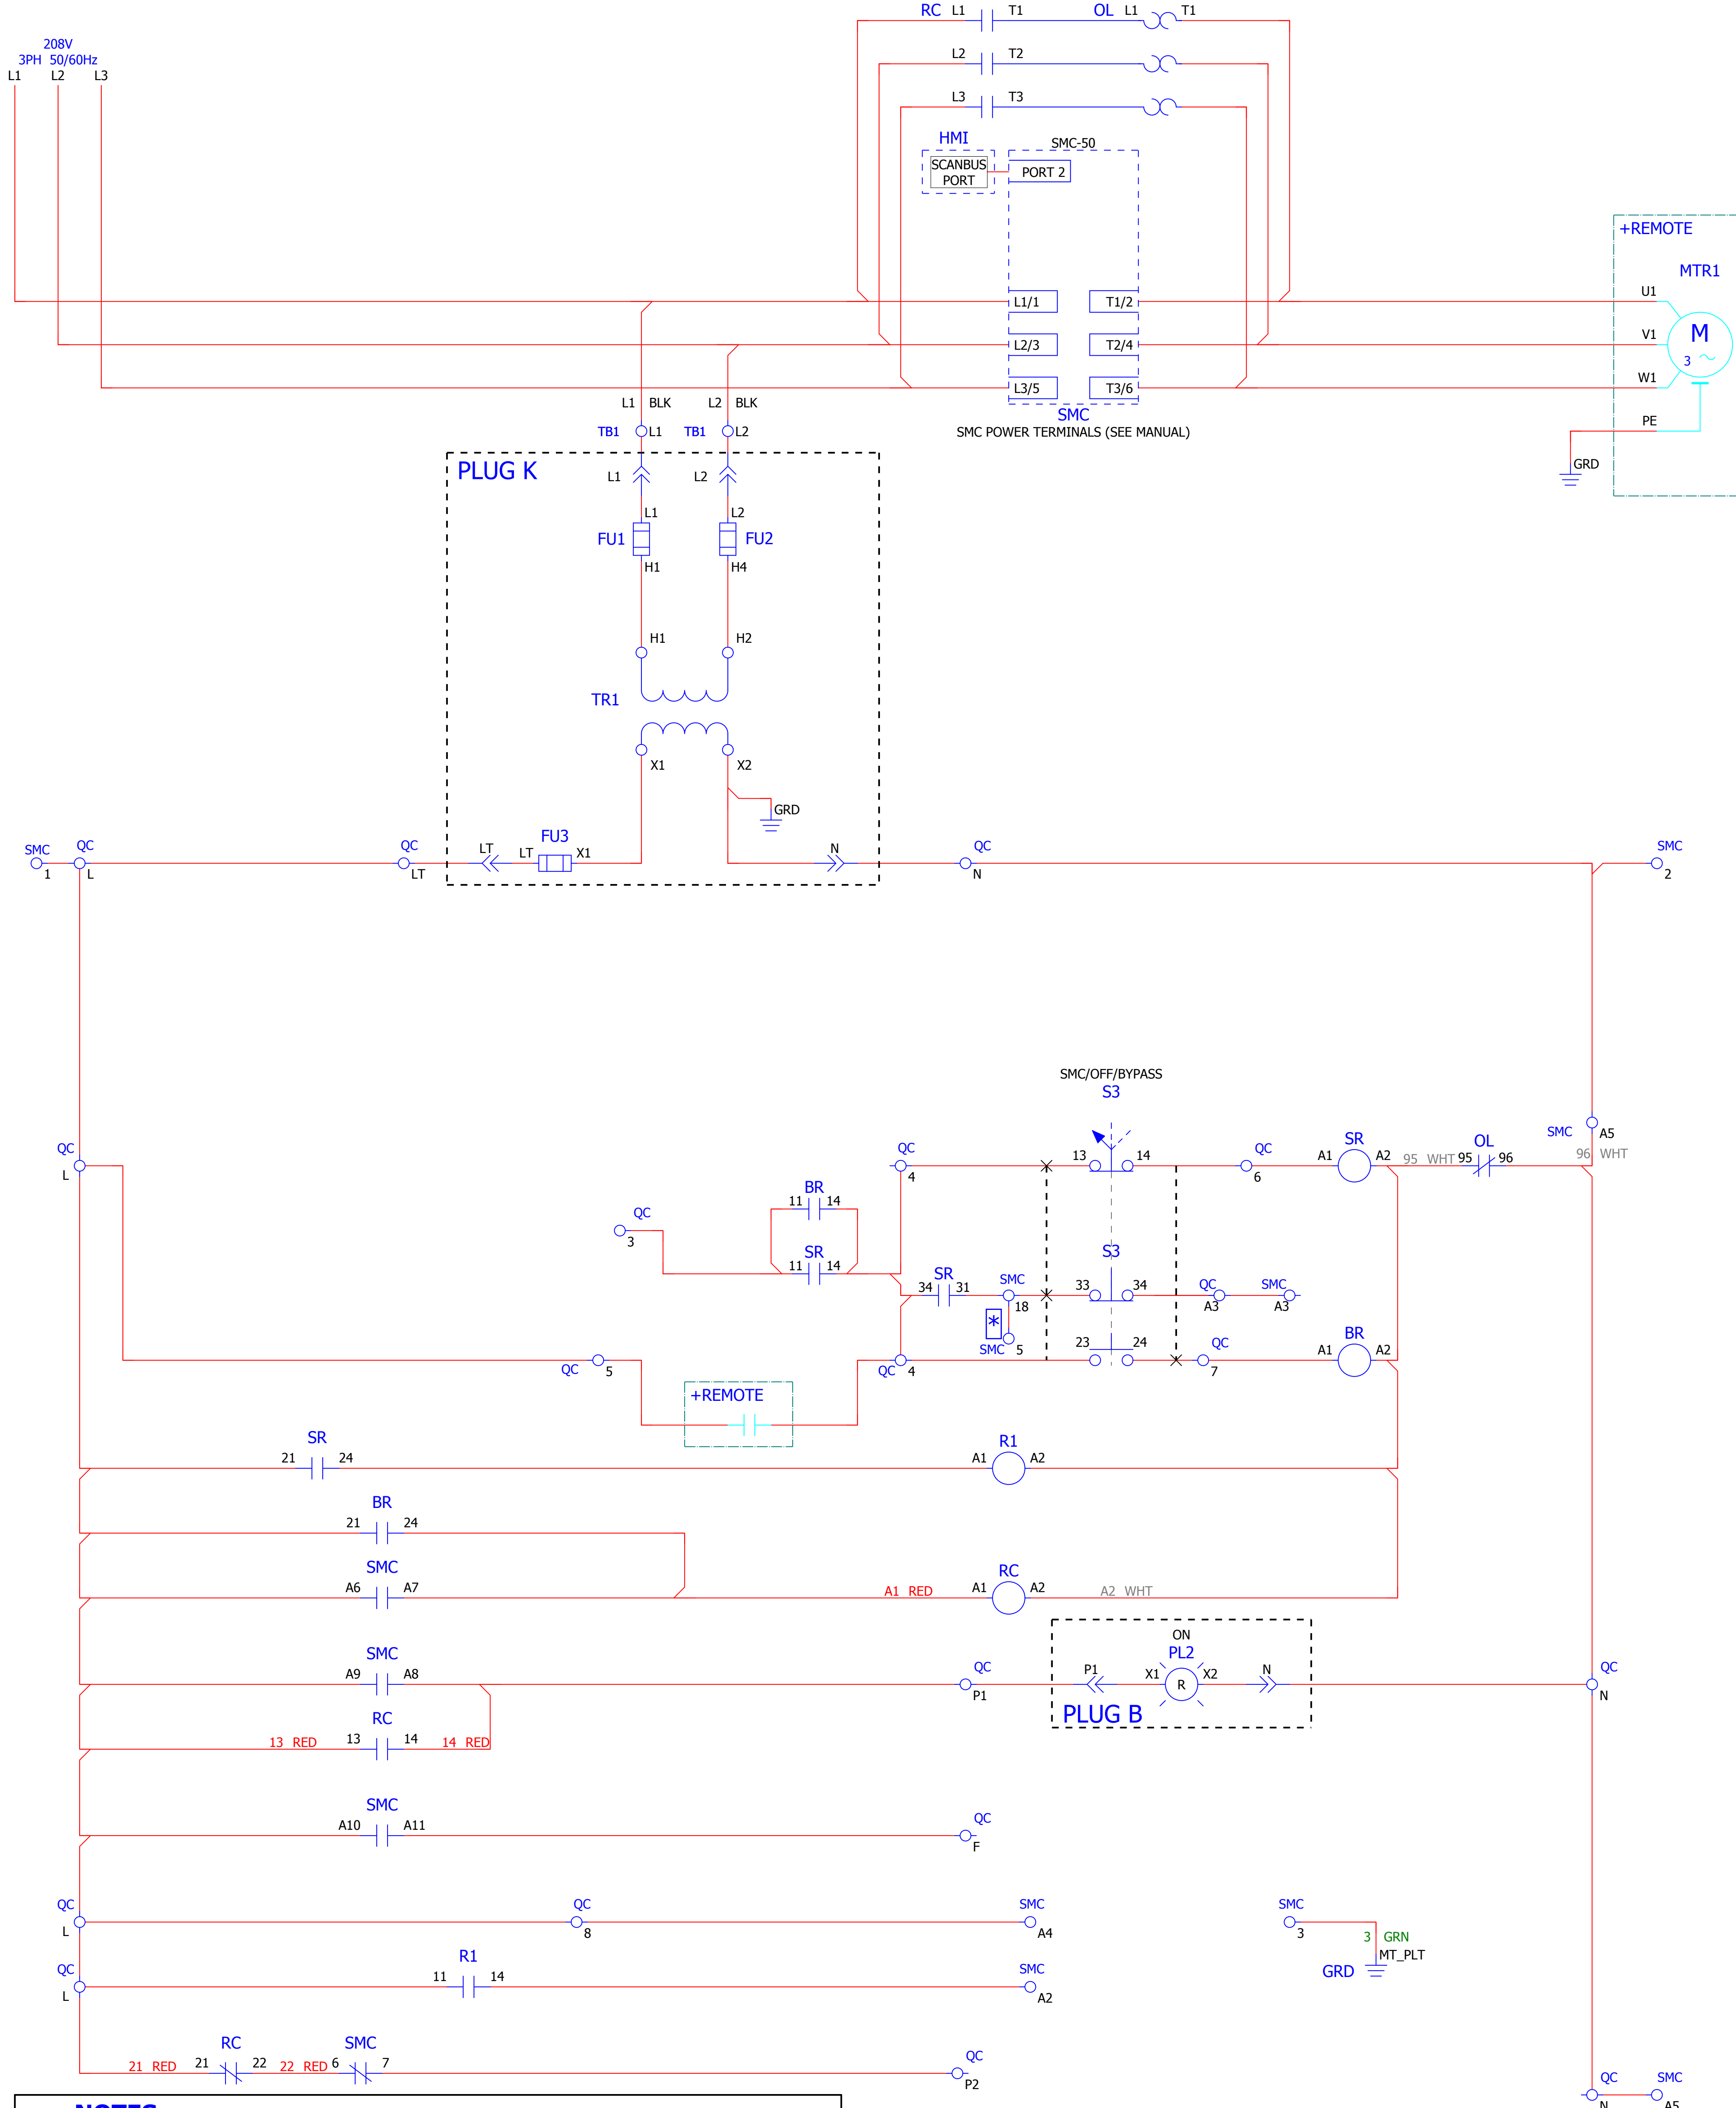 RC L1 T1 OL L1 T1
208V
3PH 50/60Hz
L1 L2 L3
L2 T2
L3 T3
HMI
SMC-50
SCANBUS
PORT
PORT 2
+REMOTE
MTR1
L1/1 T1/2
U1
L2/3 T2/4
V1
M
3
L3/5 T3/6
W1
L1 BLK L2 BLK
SMC
SMC POWER TERMINALS (SEE MANUAL)
TB1 L1 TB1 L2
PE
GRD
PLUG K
L1 L2
L1 L2
FU1 FU2
H1 H4
H1 H2
TR1
X1 X2
GRD
FU3
SMC QC QC LT LT X1 N QC SMC
1 L LT N 2
SMC/OFF/BYPASS
S3
SMC A5
QC QC 13 14 QC SR OL
L 4 6 A1 A2 95 WHT 95 96 96 WHT
BR
11 14
QC
3
SR
11 14
S3
SR
34 31 SMC 33 34 QC SMC
18 A3 A3
*
SMC 5
23 24 QC BR
A1 A2
QC 5 QC 4 7
+REMOTE
SR R1
21 24 A1 A2
BR
21 24
SMC RC
A6 A7 A1 RED A1 A2 A2 WHT
ON
SMC PL2
A9 A8 QC P1 X1 X2 N QC
P1 R N
PLUG B
RC
13 RED 13 14 14 RED
SMC
A10 A11 QC
F
QC QC SMC SMC
L 8 A4 3
3 GRN
MT_PLT
GRD
QC R1 SMC
L 11 14 A2
RC SMC
21 RED 21 22 22 RED 6 7 QC
P2
QC SMC
N A5
NOTES